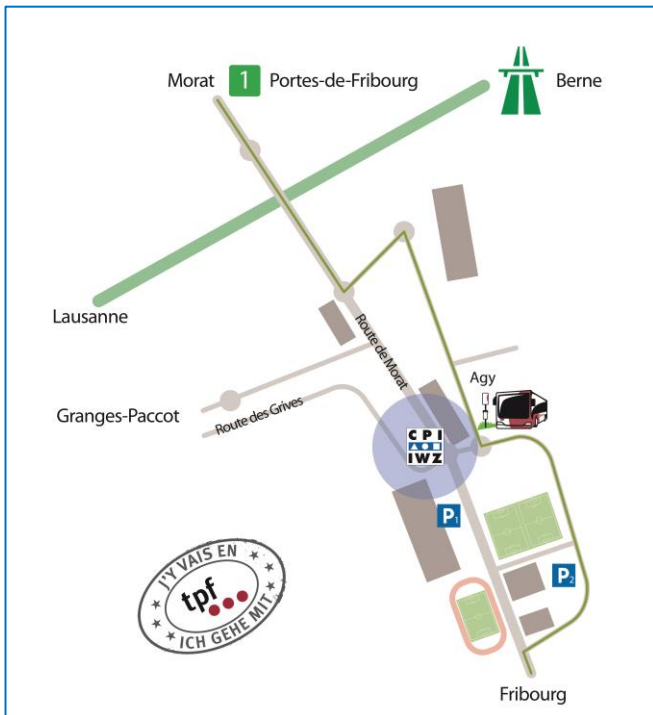 Morat 1 Portes-de-Fribourg
Berne
Lausanne
Route de Morat
Agy
Granges-Paccot
Route des Grives
CPI
IWZ
P1
P2
J'Y VAIS EN
tpf
ICH GEHE MIT
Fribourg